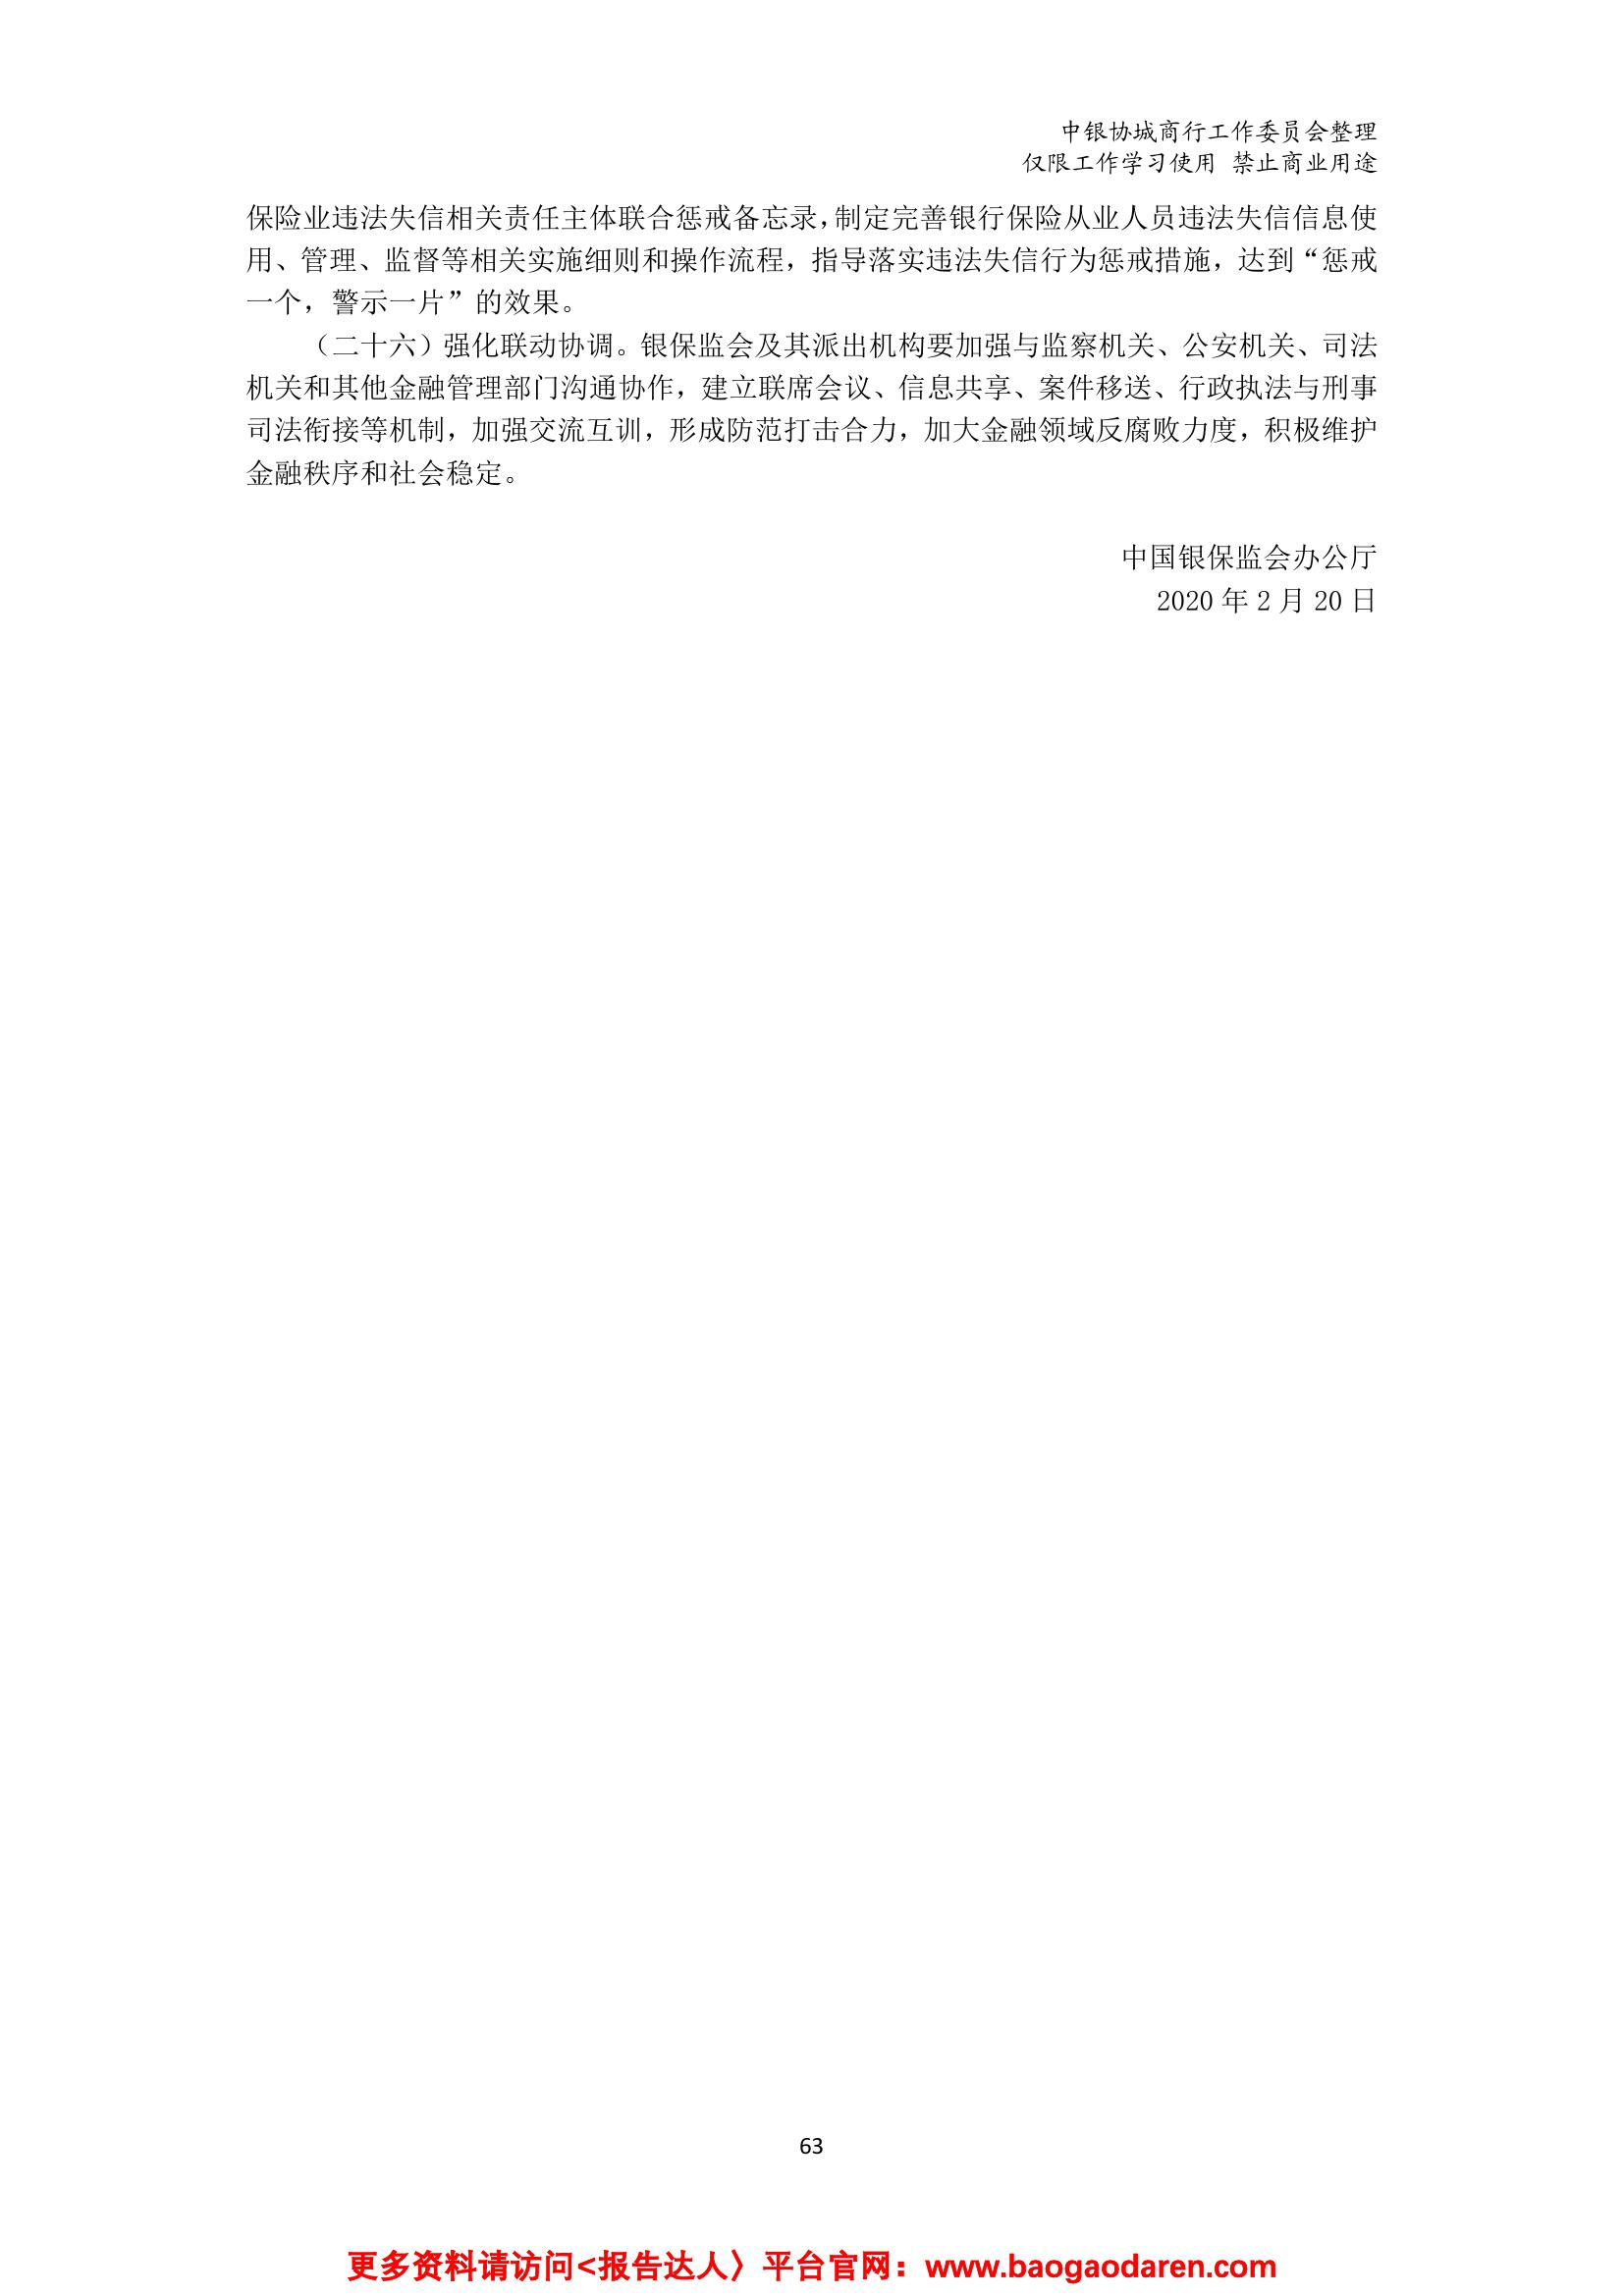 中银协城商行工作委员会整理
仅限工作学习使用 禁止商业用途
保险业违法失信相关责任主体联合惩戒备忘录,制定完善银行保险从业人员违法失信信息使
用、管理、监督等相关实施细则和操作流程，指导落实违法失信行为惩戒措施，达到“惩戒
一个，警示一片”的效果。
（二十六）强化联动协调。银保监会及其派出机构要加强与监察机关、公安机关、司法
机关和其他金融管理部门沟通协作，建立联席会议、信息共享、案件移送、行政执法与刑事
司法衔接等机制，加强交流互训，形成防范打击合力，加大金融领域反腐败力度，积极维护
金融秩序和社会稳定。
中国银保监会办公厅
2020 年 2 月 20 日
63
更多资料请访问<报告达人〉平台官网：www.baogaodaren.com